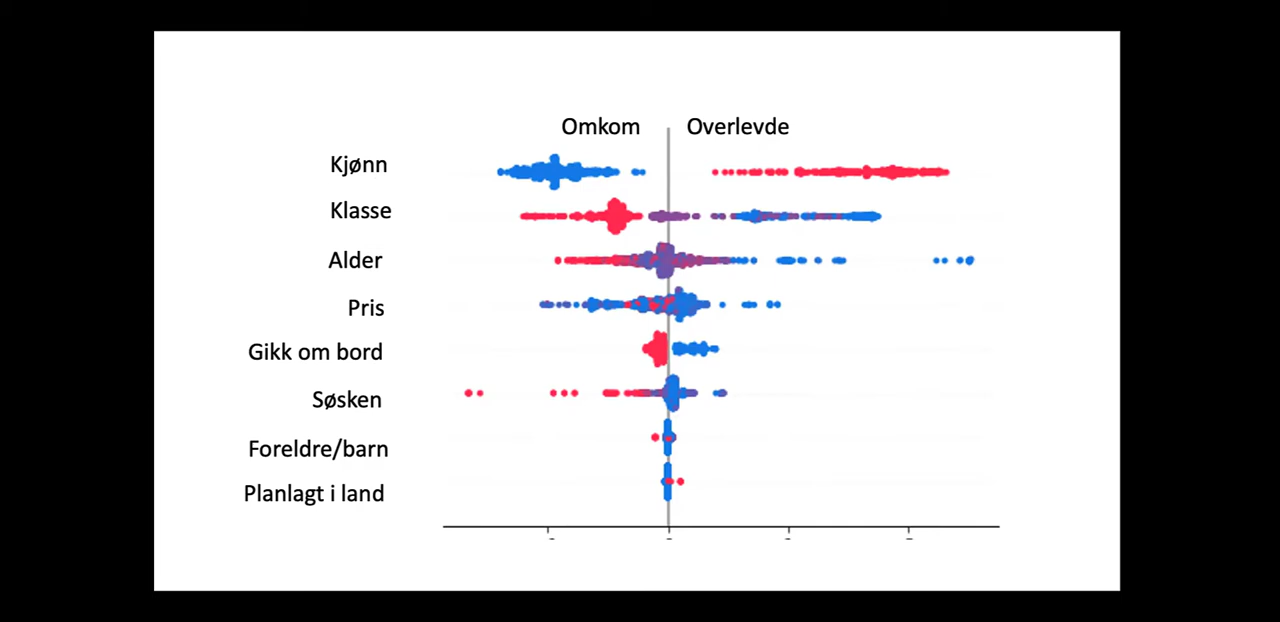 Omkom Overlevde
Kjønn
Klasse
Alder
Pris
Gikk om bord
Søsken
Foreldre/barn
Planlagt i land